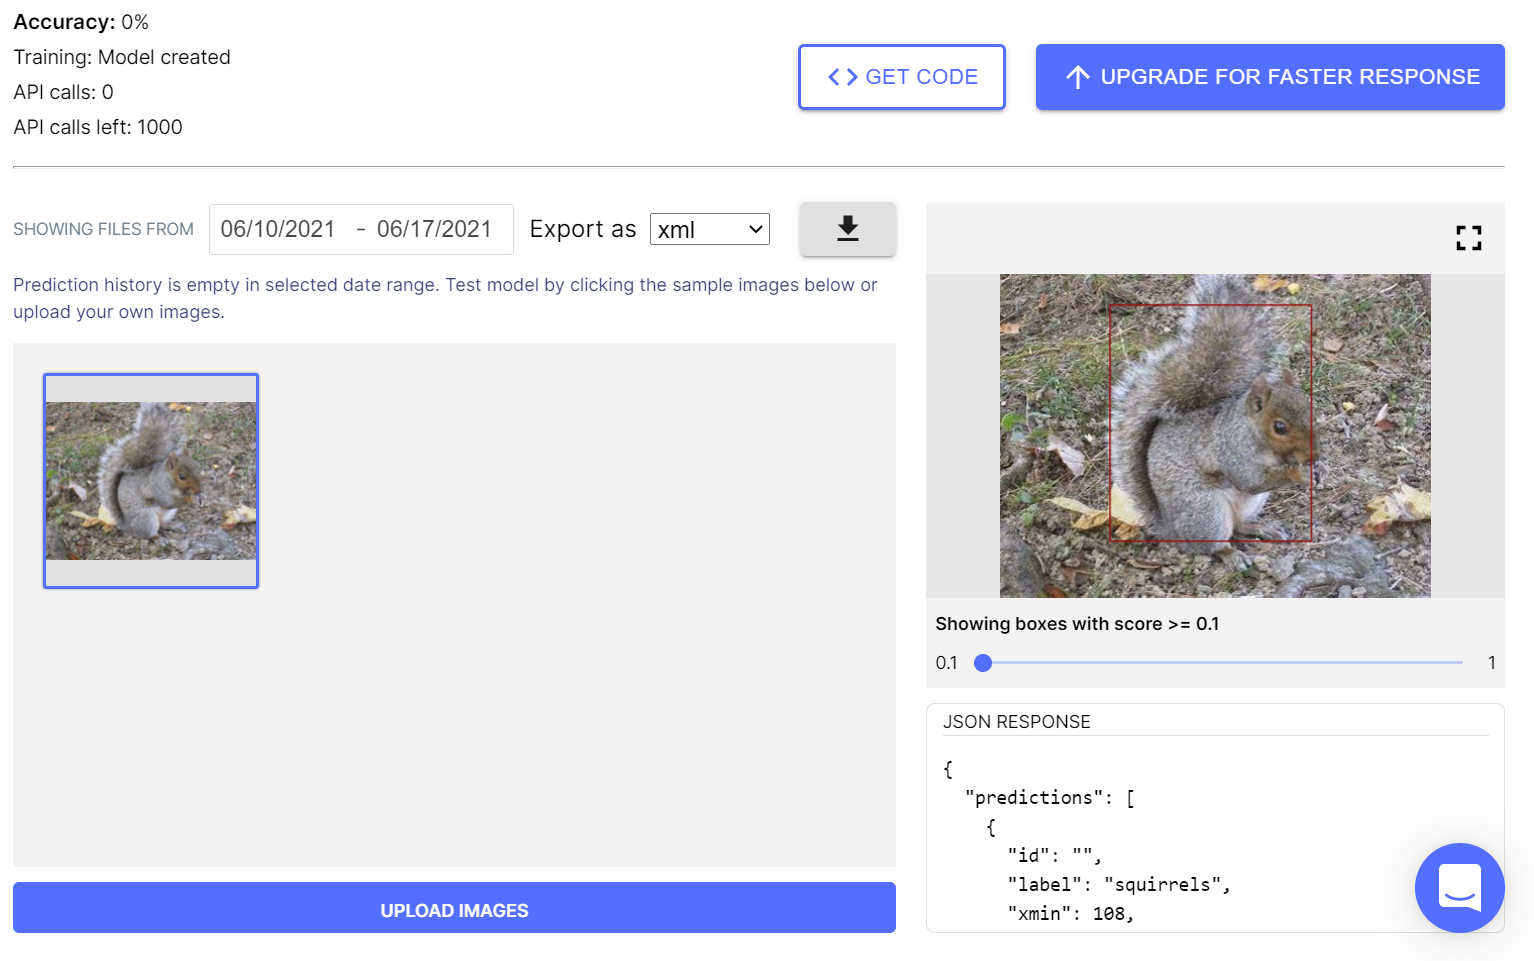 Accuracy: 0%
Training: Model created
API calls: 0
API calls left: 1000
GET CODE
UPGRADE FOR FASTER RESPONSE
SHOWING FILES FROM
06/10/2021 - 06/17/2021
Export as
xml
Prediction history is empty in selected date range. Test model by clicking the sample images below or
upload your own images.
UPLOAD IMAGES
Showing boxes with score >= 0.1
0.1
1
JSON RESPONSE
{
"predictions": [
{
"id": "",
"label": "squirrels",
"xmin": 108,